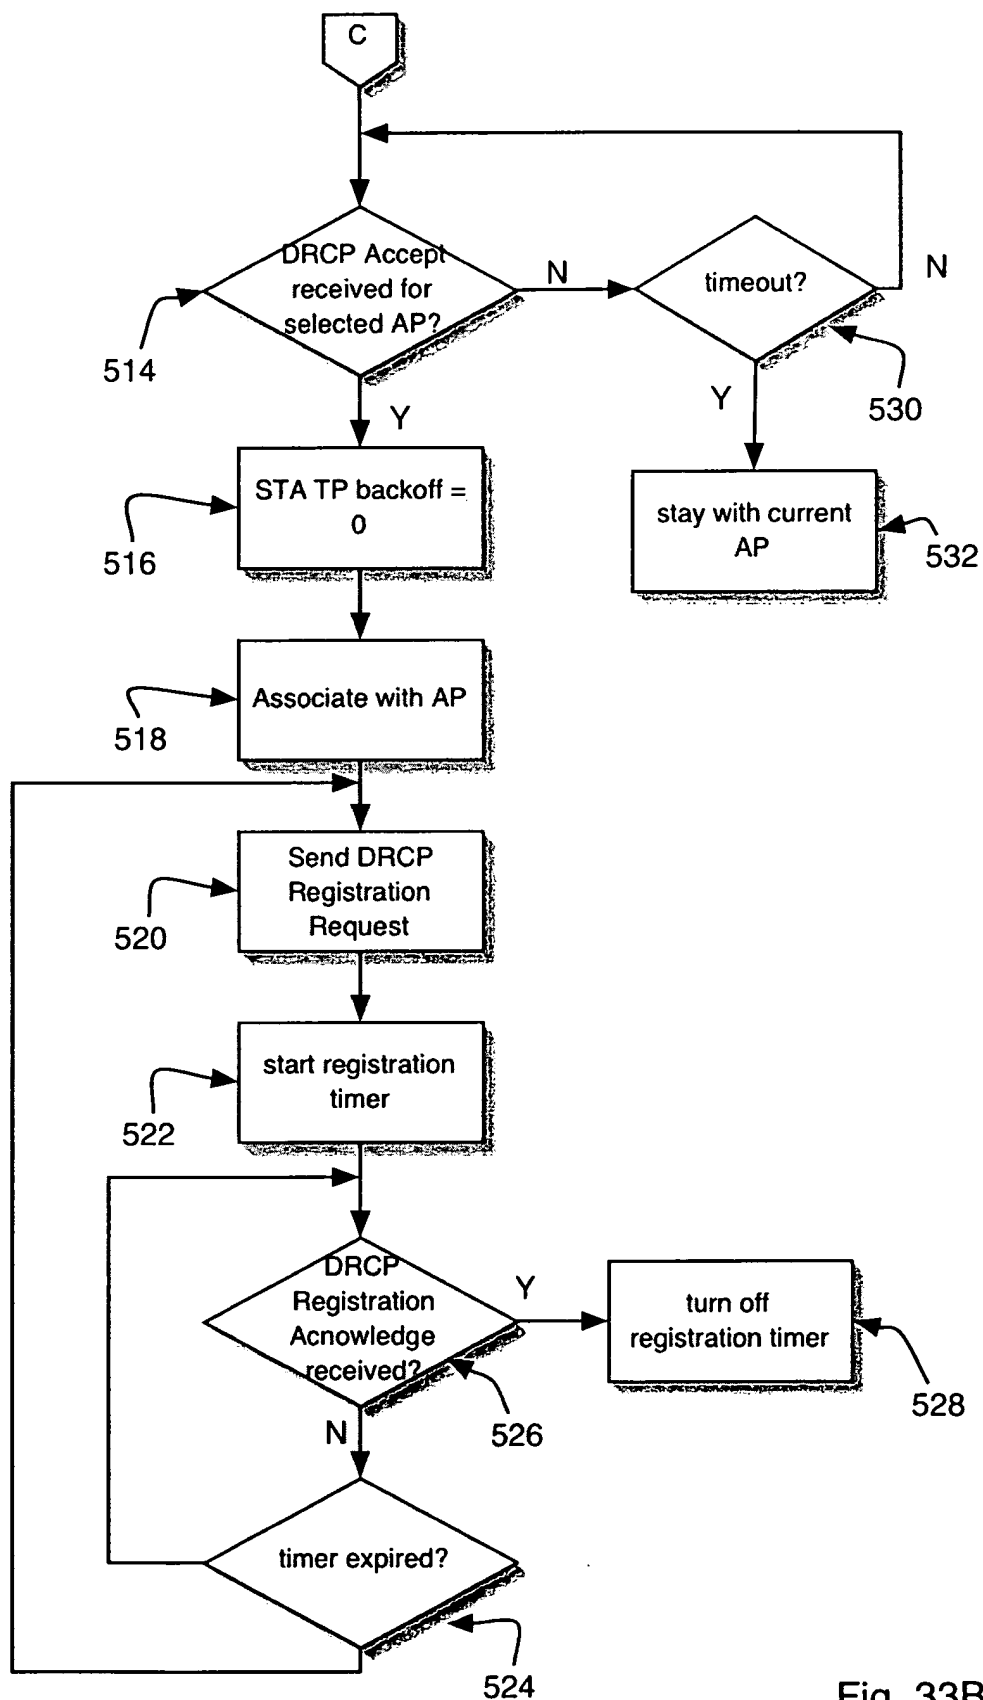 C
DRCP Accept
received for
selected AP?
N
timeout?
N
514
Y
Y
530
STA TP backoff =
0
516
stay with current
AP
532
Associate with AP
518
Send DRCP
Registration
Request
520
start registration
timer
522
DRCP
Registration
Acnowledge
received?
Y
turn off
registration timer
528
526
N
timer expired?
524
Fig. 33B